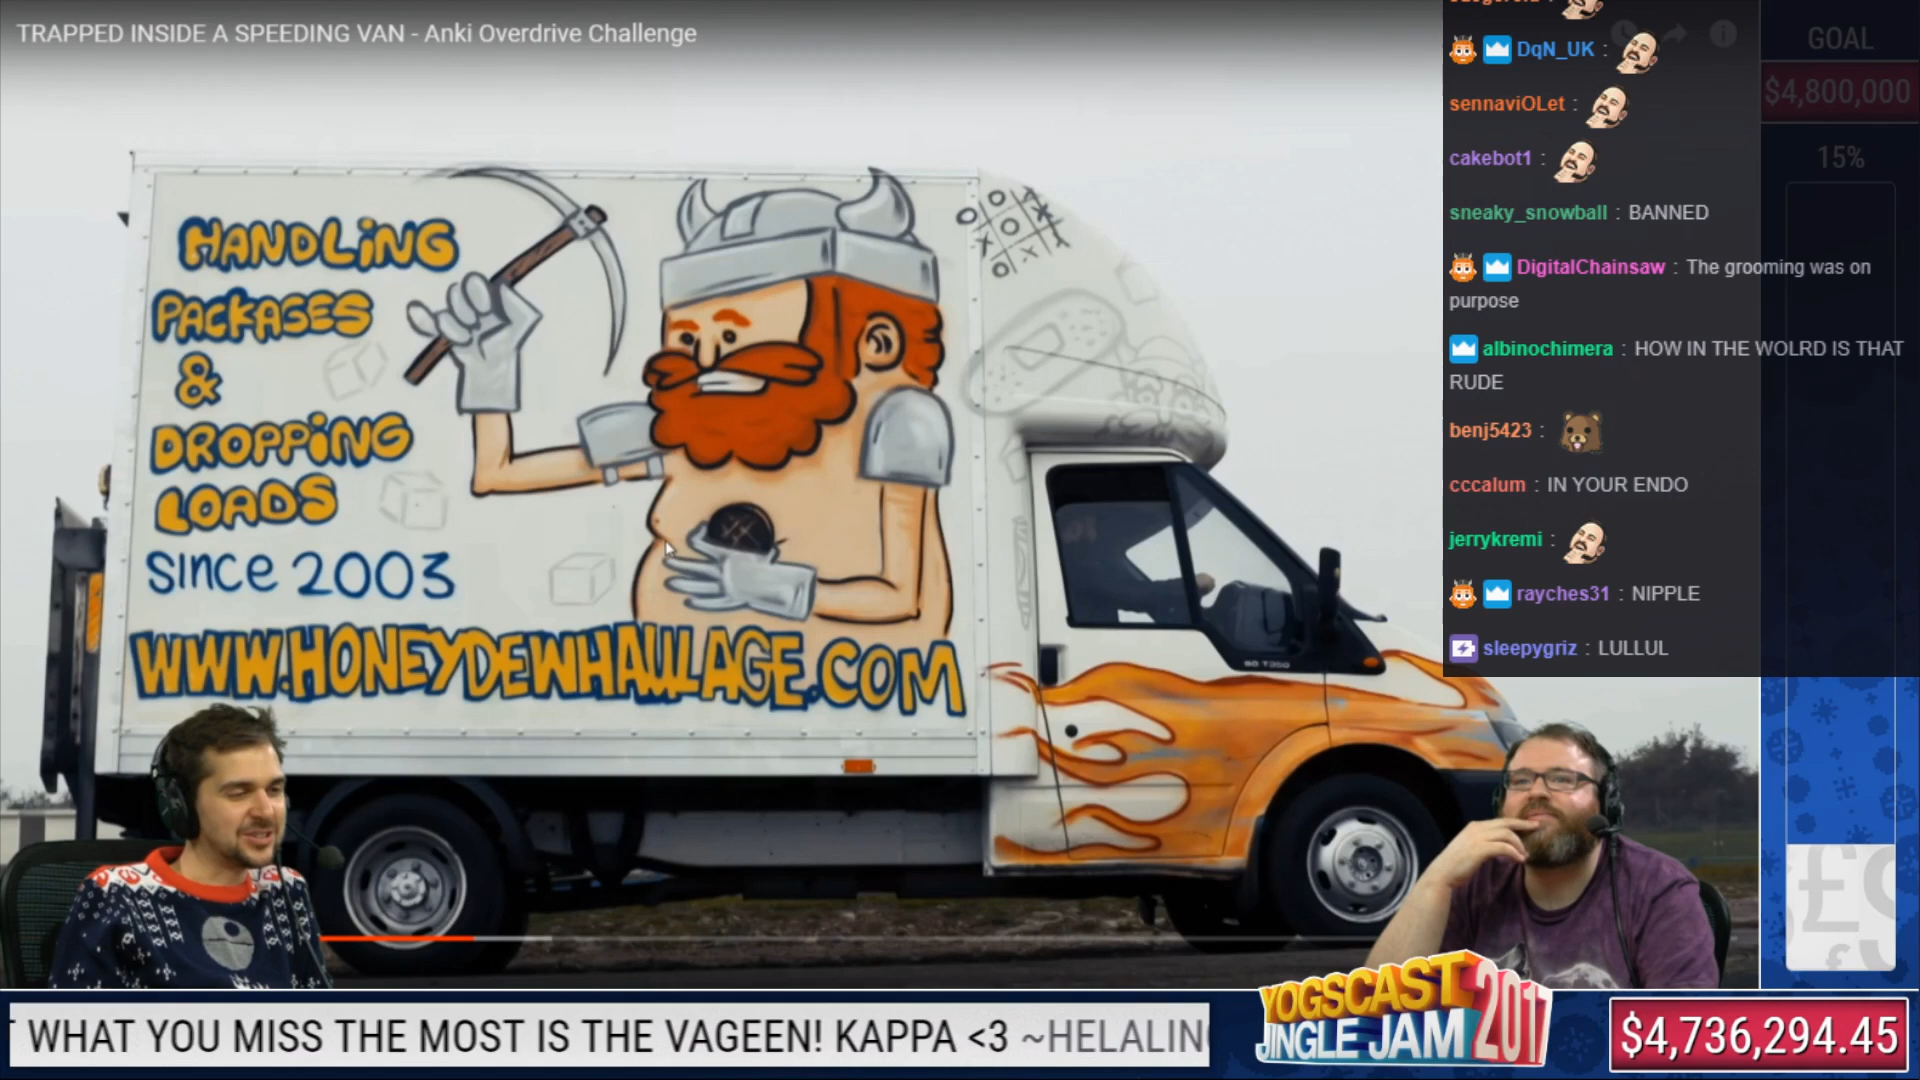 TRAPPED INSIDE A SPEEDING VAN - Anki Overdrive Challenge
HANDLING
PACKAGES
&
DROPPING
LOADS
SINCE 2003
WWW.HONEYDEWHAULAGE.COM
DqN_UK :
sennaviOLet :
cakebot1 :
sneaky_snowball : BANNED
DigitalChainsaw : The grooming was on
purpose
albinochimera : HOW IN THE WOLRD IS THAT
RUDE
benj5423 :
cccalum : IN YOUR ENDO
jerrykremi :
rayches31 : NIPPLE
sleepygriz : LULLUL
GOAL
$4,800,000
15%
WHAT YOU MISS THE MOST IS THE VAGEEN! KAPPA <3 ~HELALIN
YOGSCAST
JINGLE JAM 2017
$4,736,294.45